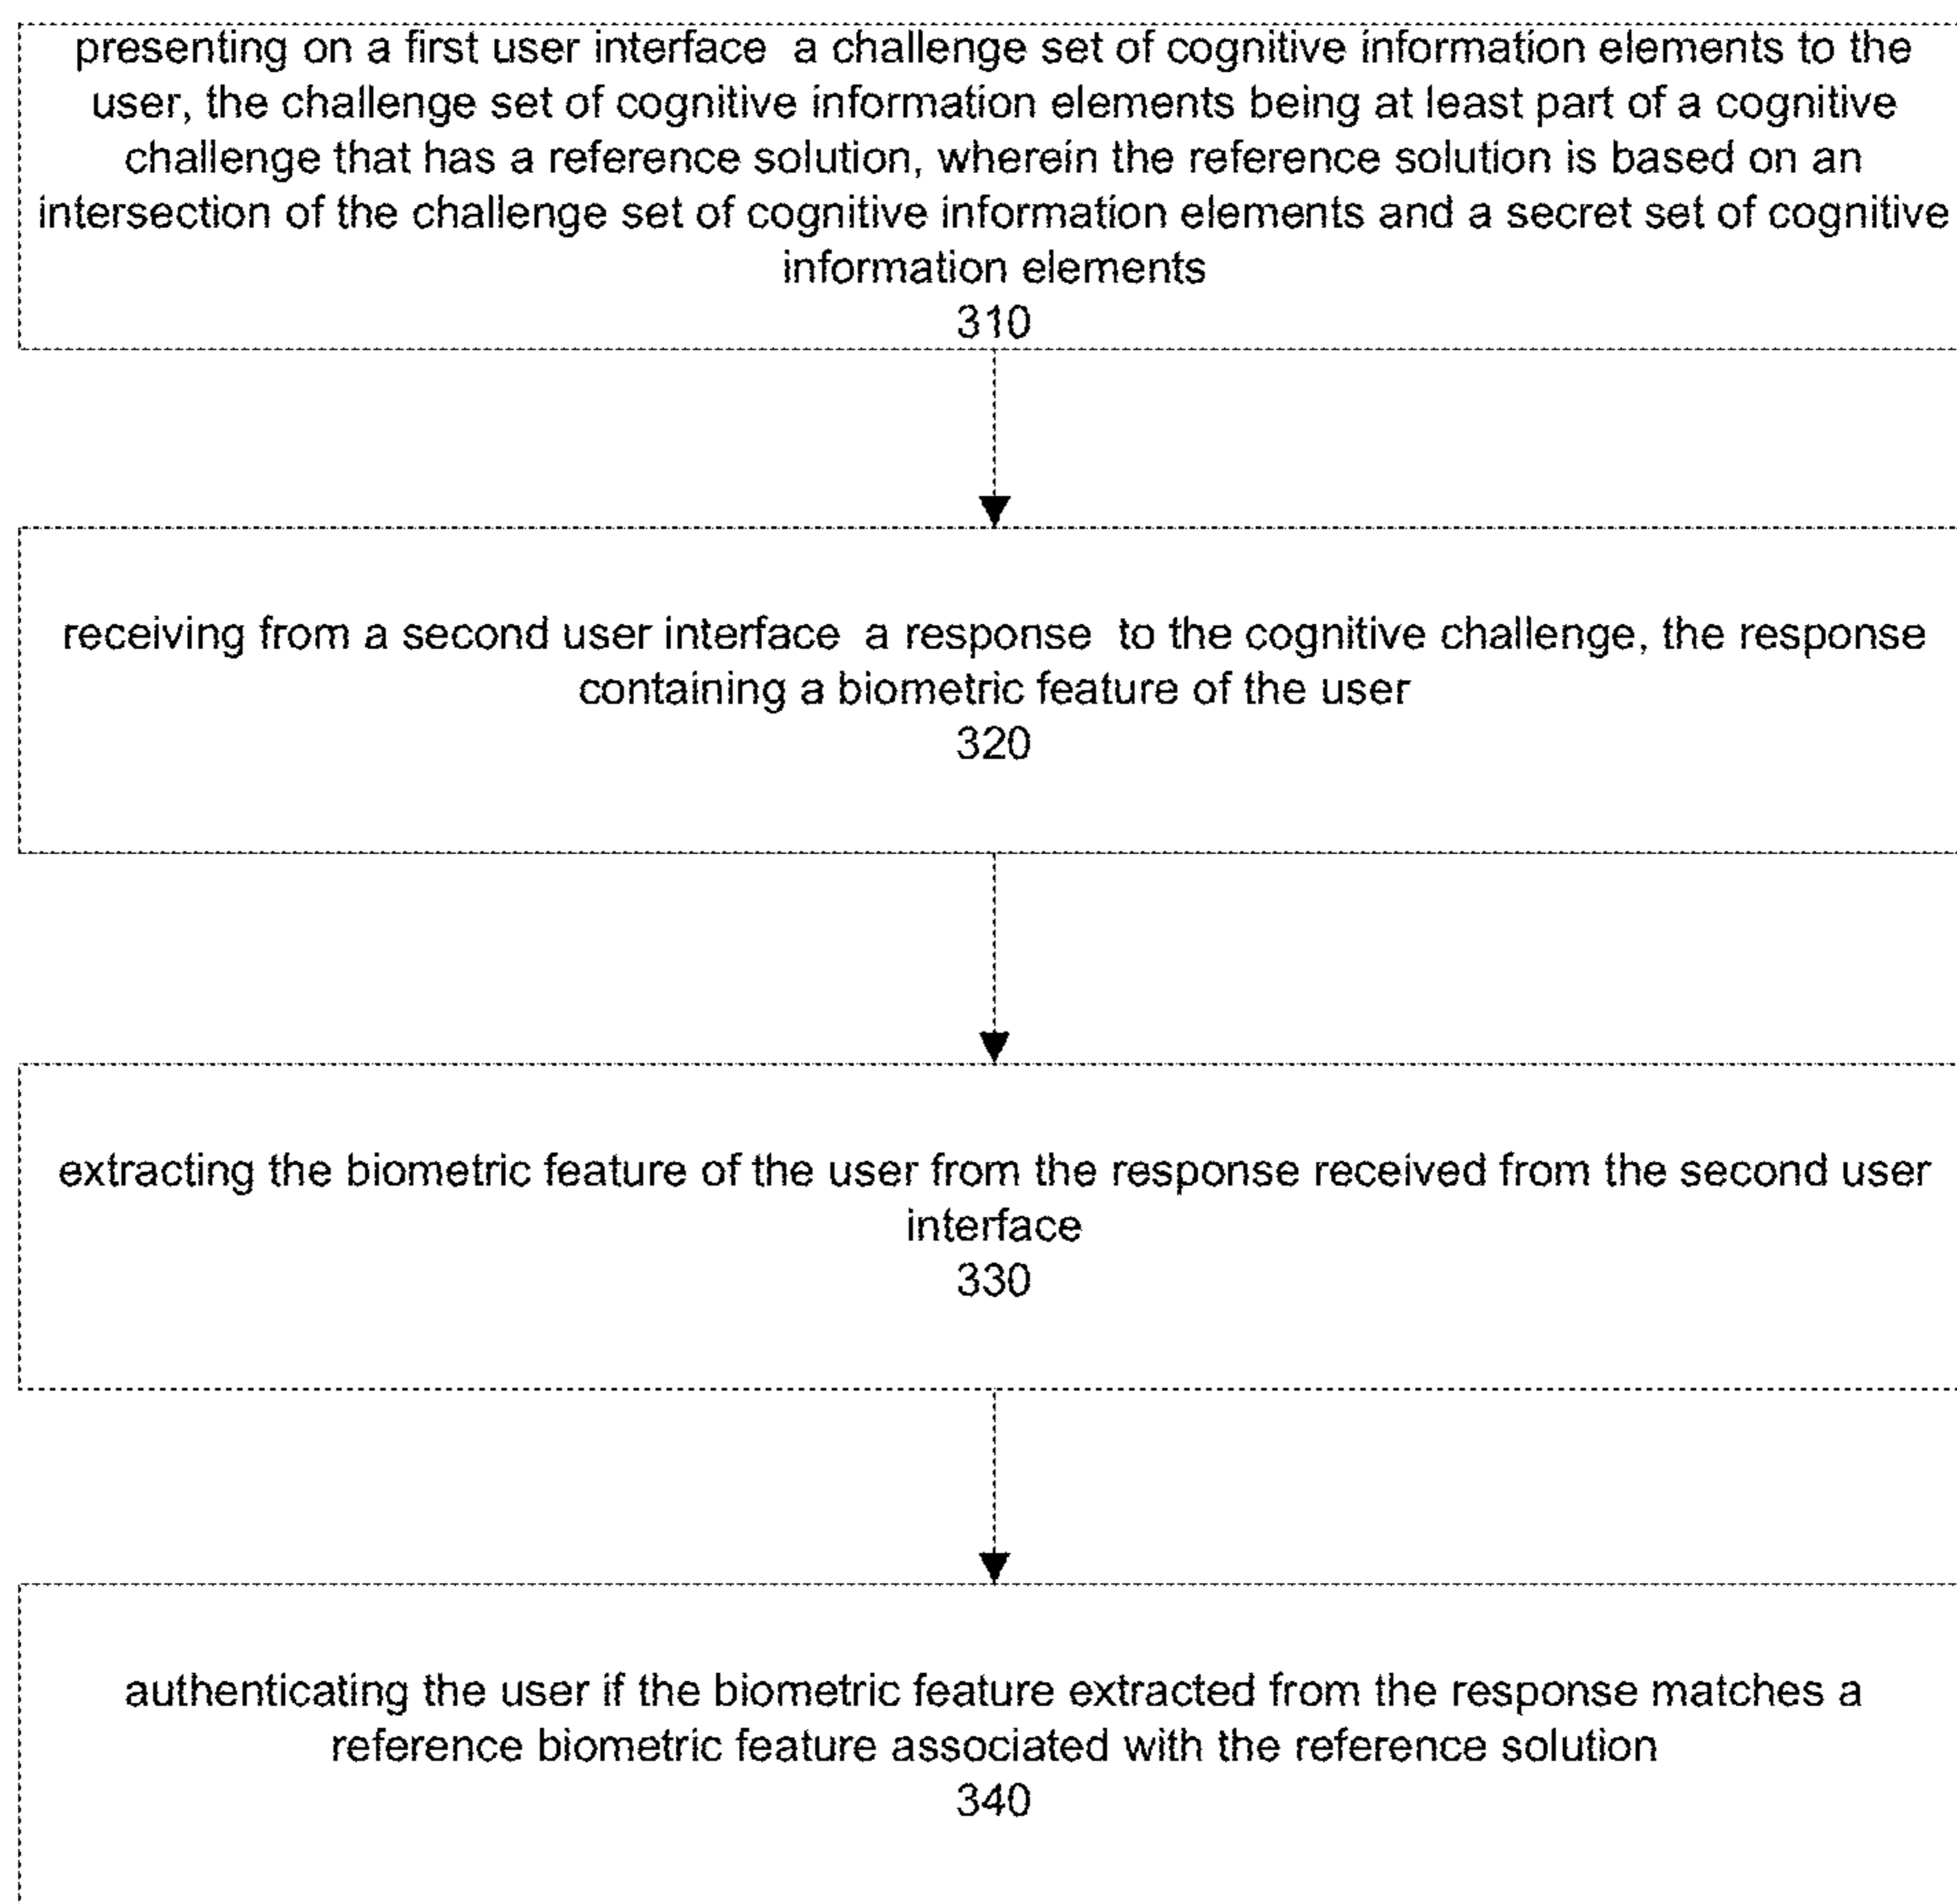 presenting on a first user interface a challenge set of cognitive information elements to the
user, the challenge set of cognitive information elements being at least part of a cognitive
challenge that has a reference solution, wherein the reference solution is based on an
intersection of the challenge set of cognitive information elements and a secret set of cognitive
information elements
310
receiving from a second user interface a response to the cognitive challenge, the response
containing a biometric feature of the user
320
extracting the biometric feature of the user from the response received from the second user
interface
330
authenticating the user if the biometric feature extracted from the response matches a
reference biometric feature associated with the reference solution
340